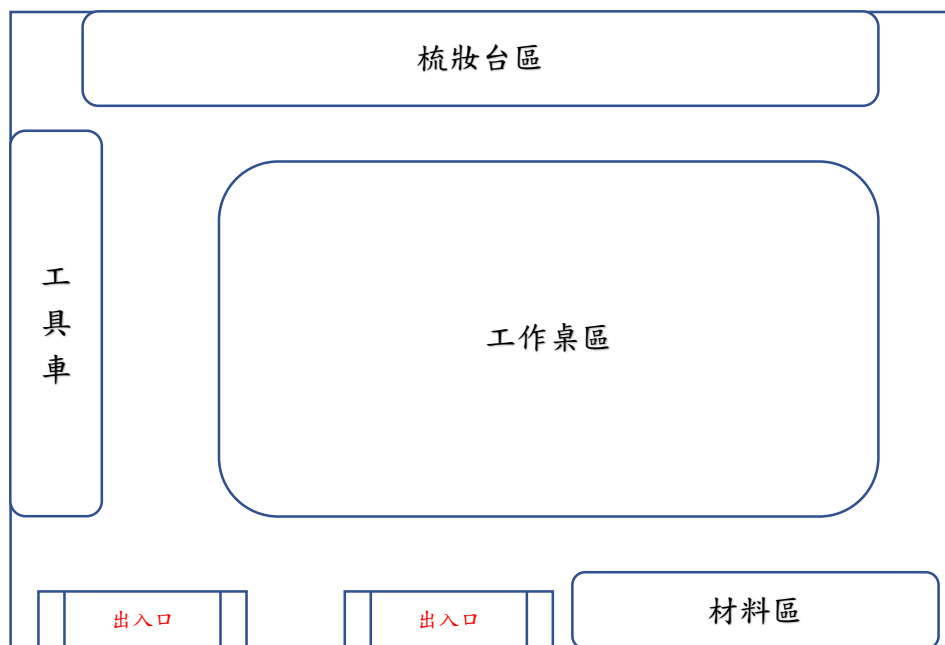 梳妝台區
工具車
工作桌區
出入口
出入口
材料區